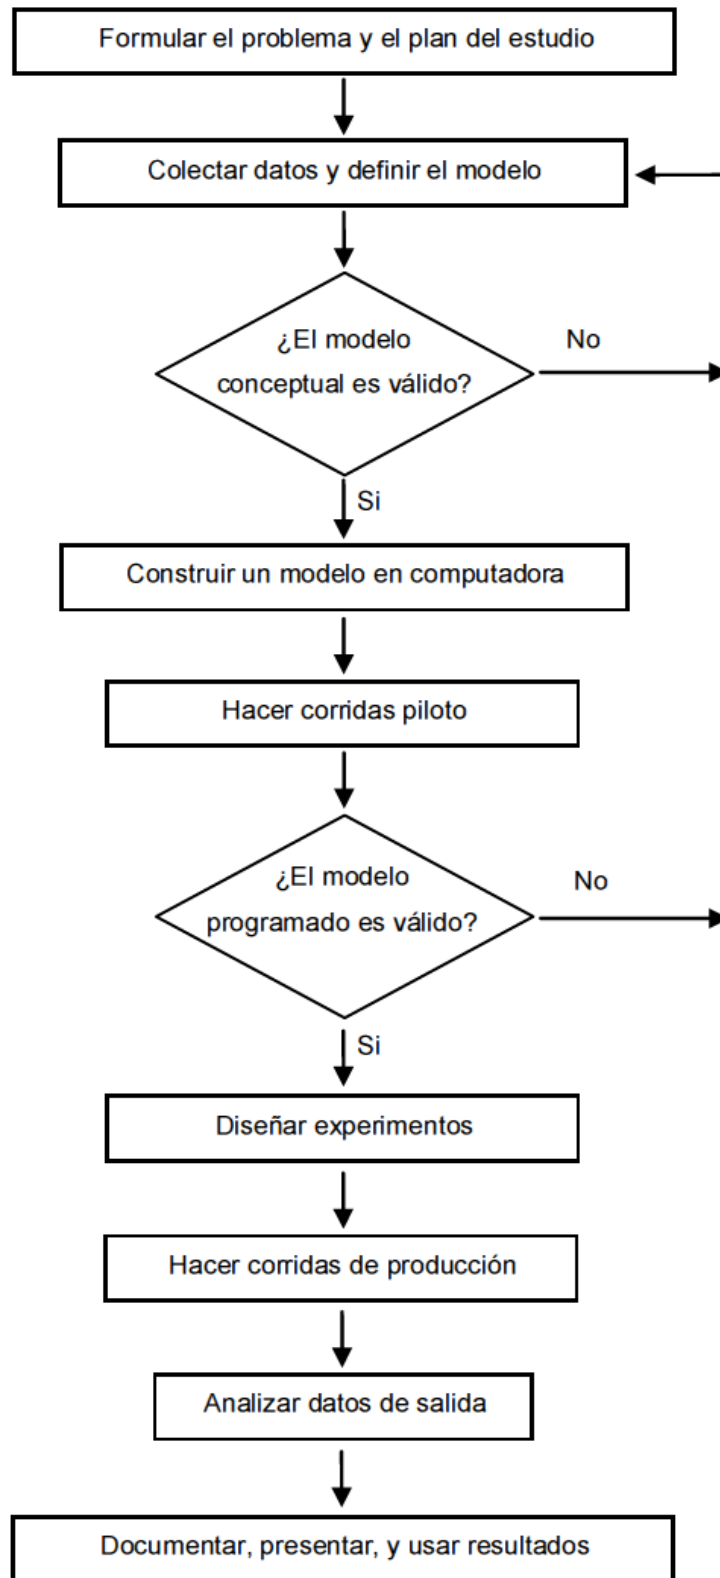 Formular el problema y el plan del estudio
Colectar datos y definir el modelo
¿El modelo
conceptual es válido?
No
Si
Construir un modelo en computadora
Hacer corridas piloto
¿El modelo
programado es válido?
No
Si
Diseñar experimentos
Hacer corridas de producción
Analizar datos de salida
Documentar, presentar, y usar resultados